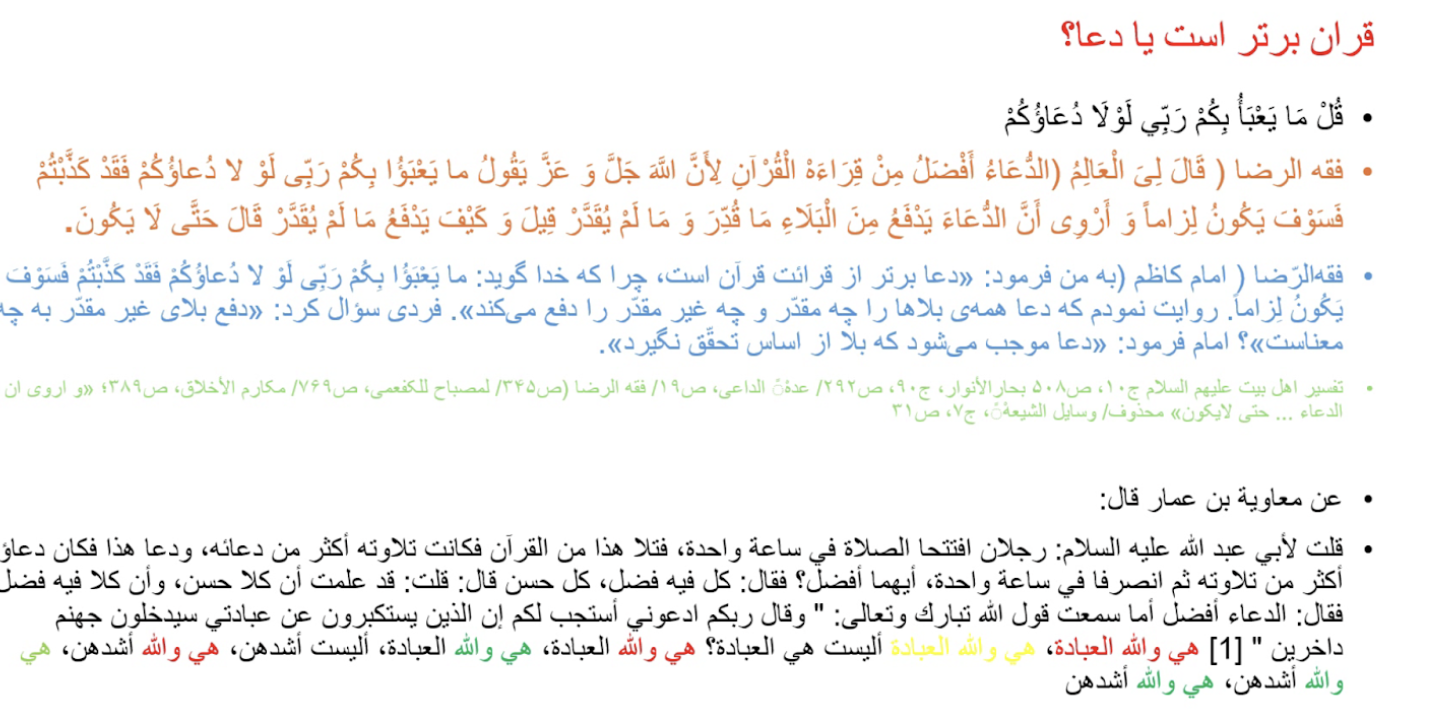 قران برتر است یا دعا؟
• قُلْ مَا يَعْبَأُ بِكُمْ رَبِّي لَوْلَا دُعَاؤُكُمْ
• فقه الرضا ( قَالَ لِیَ الْعَالِمُ (الدُّعَاءُ أَفْضَلُ مِنْ قِرَاءَهْ الْقُرْآنِ لِأَنَّ اللَّهَ جَلَّ وَ عَزَّ یَقُولُ ما یَعْبَؤُا بِکُمْ رَبِّی لَوْ لا دُعاؤُکُمْ فَقَدْ کَذَّبْتُمْ
فَسَوْفَ یَکُونُ لِزاماً وَ أَرْوِی أَنَّ الدُّعَاءَ یَدْفَعُ مِنَ الْبَلَاءِ مَا قُدِّرَ وَ مَا لَمْ یُقَدَّرْ قِیلَ وَ کَیْفَ یَدْفَعُ مَا لَمْ یُقَدَّرْ قَالَ حَتَّی لَا یَکُونَ.
• فقه‌الرّضا ( امام کاظم (به من فرمود: «دعا برتر از قرائت قرآن است، چرا که خدا گوید: ما یَعْبَؤُا بِکُمْ رَبِّی لَوْ لا دُعاؤُکُمْ فَقَدْ کَذَّبْتُمْ فَسَوْفَ
یَکُونُ لِزاماً. روایت نمودم که دعا همه‌ی بلاها را چه مقدّر و چه غیر مقدّر را دفع می‌کند». فردی سؤال کرد: «دفع بلای غیر مقدّر به چه
معناست»؟ امام فرمود: «دعا موجب می‌شود که بلا از اساس تحقّق نگیرد».
• تفسیر اهل بیت علیهم السلام ج۱۰، ص۵۰۸ بحارالأنوار، ج۹۰، ص۲۹۲/ عدهًْ الداعی، ص۱۹/ فقه الرضا (ص۳۴۵/ لمصباح للکفعمی، ص۷۶۹/ مکارم الأخلاق، ص۳۸۹؛ «و اروی ان
الدعاء ... حتی لایکون» محذوف/ وسایل الشیعهًْ، ج۷، ص۳۱
• عن معاوية بن عمار قال:
• قلت لأبي عبد الله عليه السلام: رجلان افتتحا الصلاة في ساعة واحدة، فتلا هذا من القرآن فكانت تلاوته أكثر من دعائه، ودعا هذا فكان دعاؤ
أكثر من تلاوته ثم انصرفا في ساعة واحدة، أيهما أفضل؟ فقال: كل فيه فضل، كل حسن قال: قلت: قد علمت أن كلا حسن، وأن كلا فيه فضل
فقال: الدعاء أفضل أما سمعت قول الله تبارك وتعالى: " وقال ربكم ادعوني أستجب لكم إن الذين يستكبرون عن عبادتي سيدخلون جهنم
داخرين " [1] هي والله العبادة، هي والله العبادة أليست هي العبادة؟ هي والله العبادة، هي والله العبادة، أليست أشدهن، هي والله أشدهن، هي
والله أشدهن، هي والله أشدهن